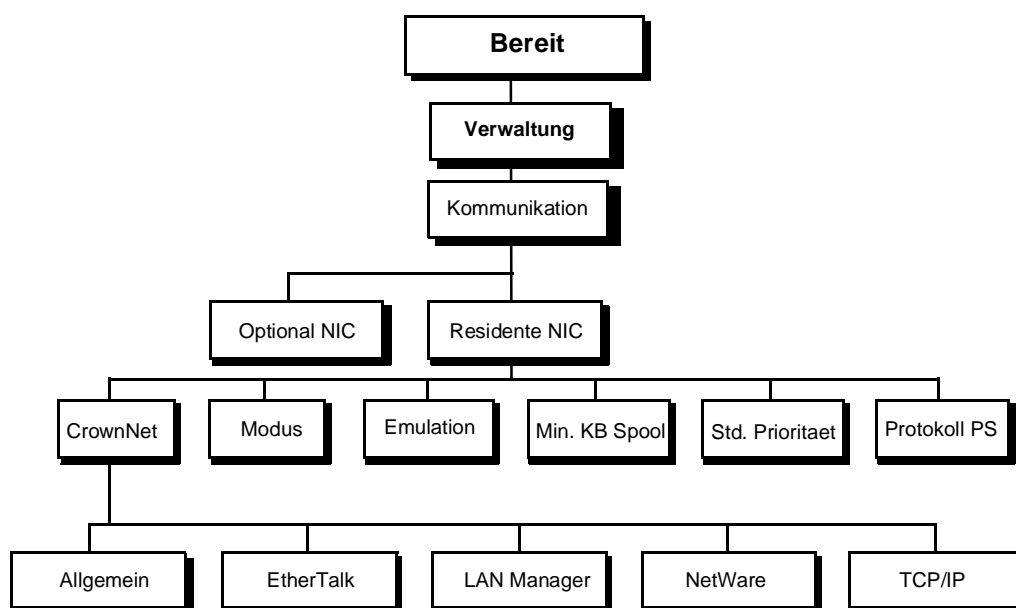 Bereit
Verwaltung
Kommunikation
Optional NIC
Residente NIC
CrownNet
Modus
Emulation
Min. KB Spool
Std. Prioritaet
Protokoll PS
Allgemein
EtherTalk
LAN Manager
NetWare
TCP/IP